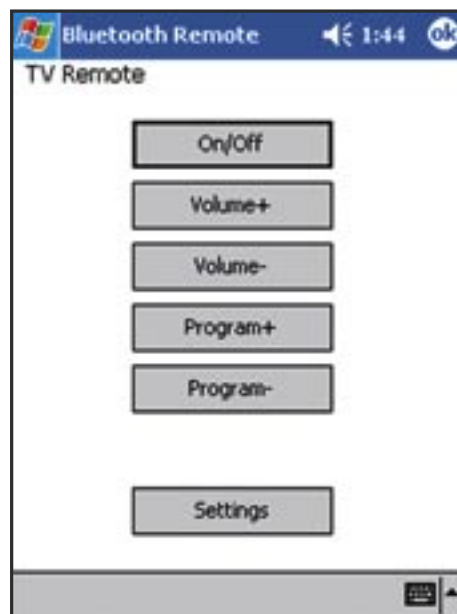 Bluetooth Remote 1:44 ok
TV Remote
On/Off
Volume+
Volume-
Program+
Program-
Settings